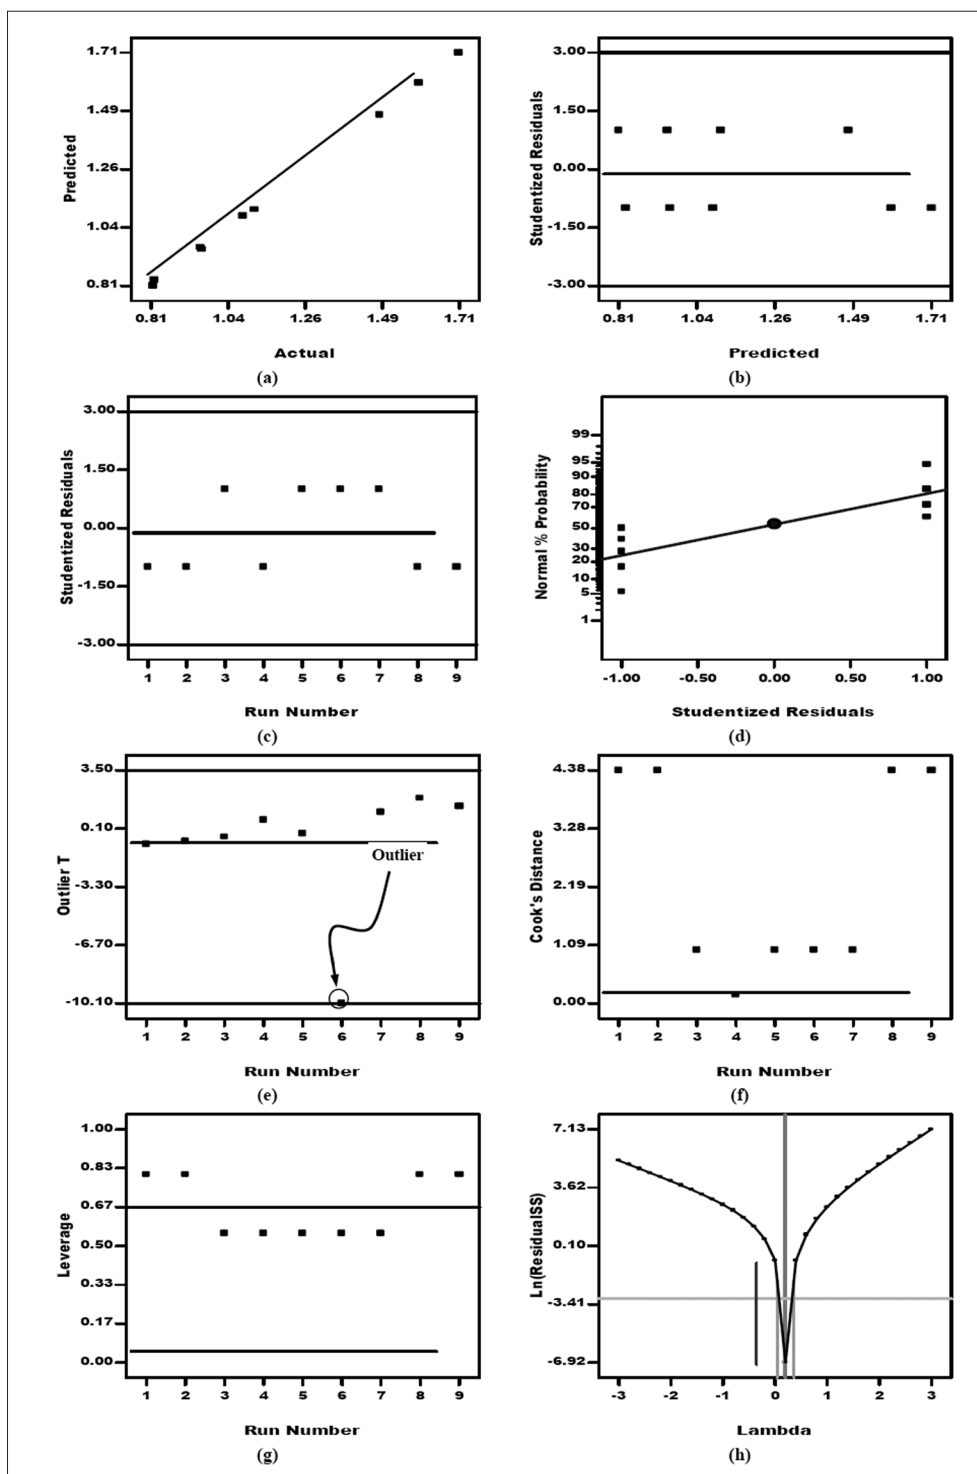 1.71
1.49
1.26
1.04
0.81
Predicted
0.81 1.04 1.26 1.49 1.71
Actual
(a)
3.00
1.50
0.00
-1.50
-3.00
Studentized Residuals
0.81 1.04 1.26 1.49 1.71
Predicted
(b)
3.00
1.50
0.00
-1.50
-3.00
Studentized Residuals
1 2 3 4 5 6 7 8 9
Run Number
(c)
99
95
90
80
70
50
30
20
10
5
1
Normal % Probability
-1.00 -0.50 0.00 0.50 1.00
Studentized Residuals
(d)
3.50
0.10
-3.30
-6.70
-10.10
Outlier T
Outlier
1 2 3 4 5 6 7 8 9
Run Number
(e)
4.38
3.28
2.19
1.09
0.00
Cook's Distance
1 2 3 4 5 6 7 8 9
Run Number
(f)
1.00
0.83
0.67
0.50
0.33
0.17
0.00
Leverage
1 2 3 4 5 6 7 8 9
Run Number
(g)
7.13
3.62
0.10
-3.41
-6.92
Ln(ResidualSS)
-3 -2 -1 0 1 2 3
Lambda
(h)